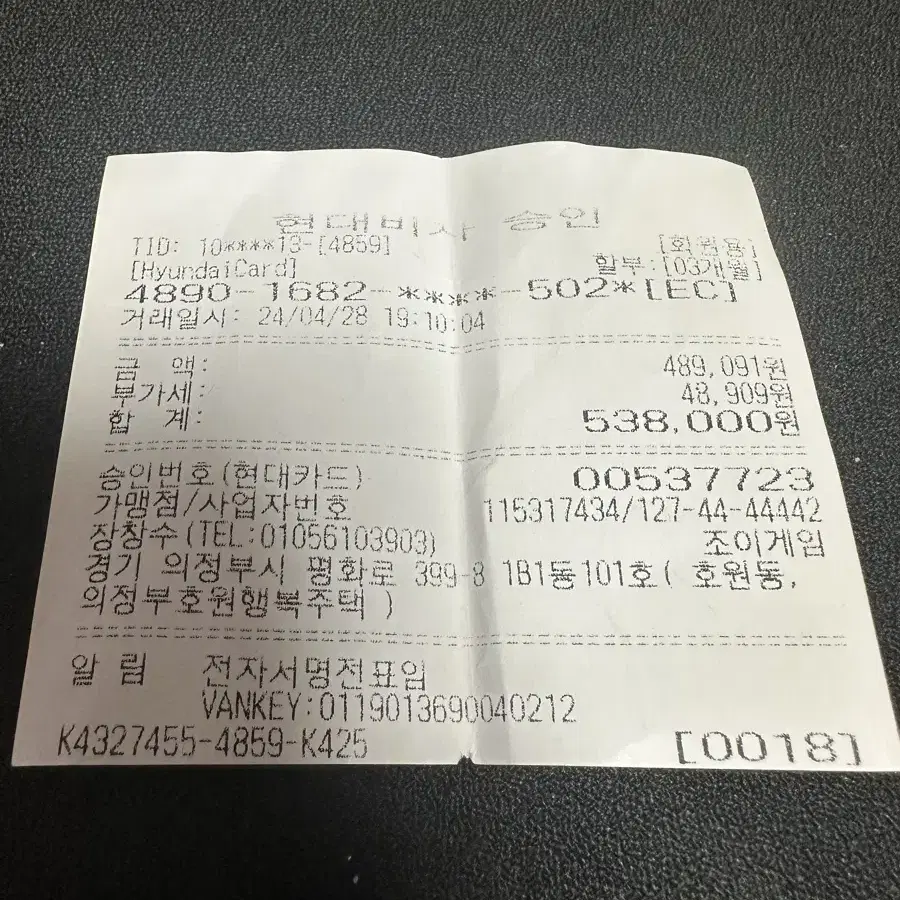 현대비자 승인
TID: 10****13-[4859] [회원용]
[HyundaiCard] 할부:[03개월]
4890-1682-****-502*[EC]
거래일시: 24/04/28 19:10:04
금 액: 489,091원
부가세: 48,909원
합 계: 538,000원
승인번호(현대카드) 00537723
가맹점/사업자번호 115317434/127-44-44442
장창수(TEL:01056103903) 조이게임
경기 의정부시 평화로 399-8 1B1동101호( 호원동,
의정부호원행복주택 )
알 림 전자서명전표임
VANKEY:0119013690040212
K4327455-4859-K425 [0018]